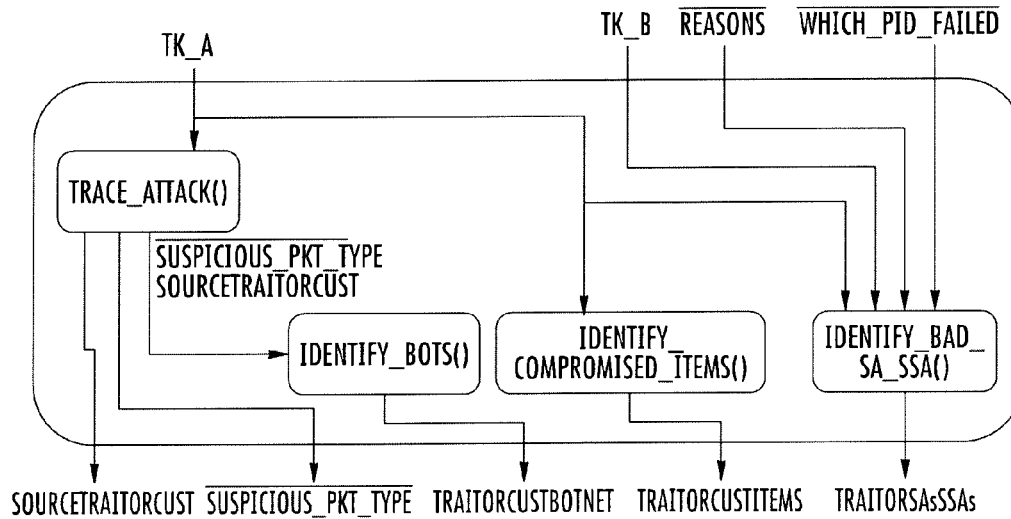 TK_A
TK_B
REASONS
WHICH_PID_FAILED
TRACE_ATTACK()
SUSPICIOUS_PKT_TYPE
SOURCETRAITORCUST
IDENTIFY_BOTS()
IDENTIFY_
COMPROMISED_ITEMS()
IDENTIFY_BAD_
SA_SSA()
SOURCETRAITORCUST
SUSPICIOUS_PKT_TYPE
TRAITORCUSTBOTNET
TRAITORCUSTITEMS
TRAITORSAsSSAs